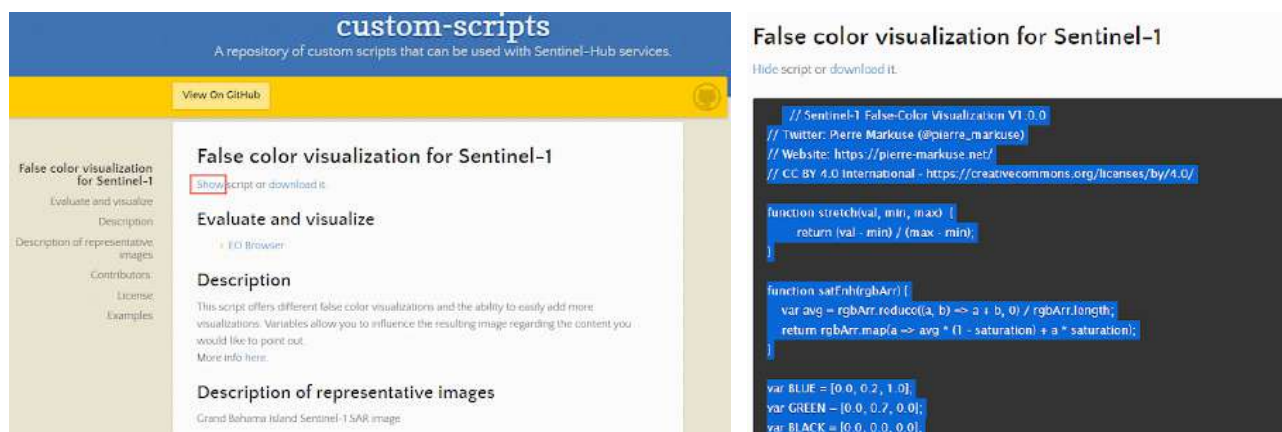 custom-scripts
A repository of custom scripts that can be used with Sentinel-Hub services.
View On GitHub
False color visualization
for Sentinel-1
Evaluate and visualize
Description
Description of representative
images
Contributors
License
Examples
False color visualization for Sentinel-1
Show script or download it.
Evaluate and visualize
EO Browser
Description
This script offers different false color visualizations and the ability to easily add more
visualizations. Variables allow you to influence the resulting image regarding the content you
would like to point out.
More info here.
Description of representative images
Grand Bahama Island Sentinel-1 SAR image
False color visualization for Sentinel-1
Hide script or download it.
// Sentinel-1 False-Color Visualization V1.0.0
// Twitter: Pierre Markuse (@pierre_markuse)
// Website: https://pierre-markuse.net/
// CC BY 4.0 International - https://creativecommons.org/licenses/by/4.0/
function stretch(val, min, max) {
return (val - min) / (max - min);
}
function satEnh(rgbArr) {
var avg = rgbArr.reduce((a, b) => a + b, 0) / rgbArr.length;
return rgbArr.map(a => avg * (1 - saturation) + a * saturation);
}
var BLUE = [0.0, 0.2, 1.0];
var GREEN = [0.0, 0.7, 0.0];
var BLACK = [0.0, 0.0, 0.0];